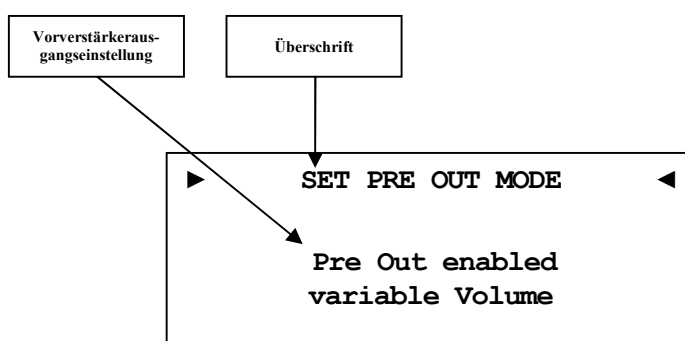 Vorverstärkeraus-
gangseinstellung
Überschrift
► SET PRE OUT MODE ◄
Pre Out enabled
variable Volume